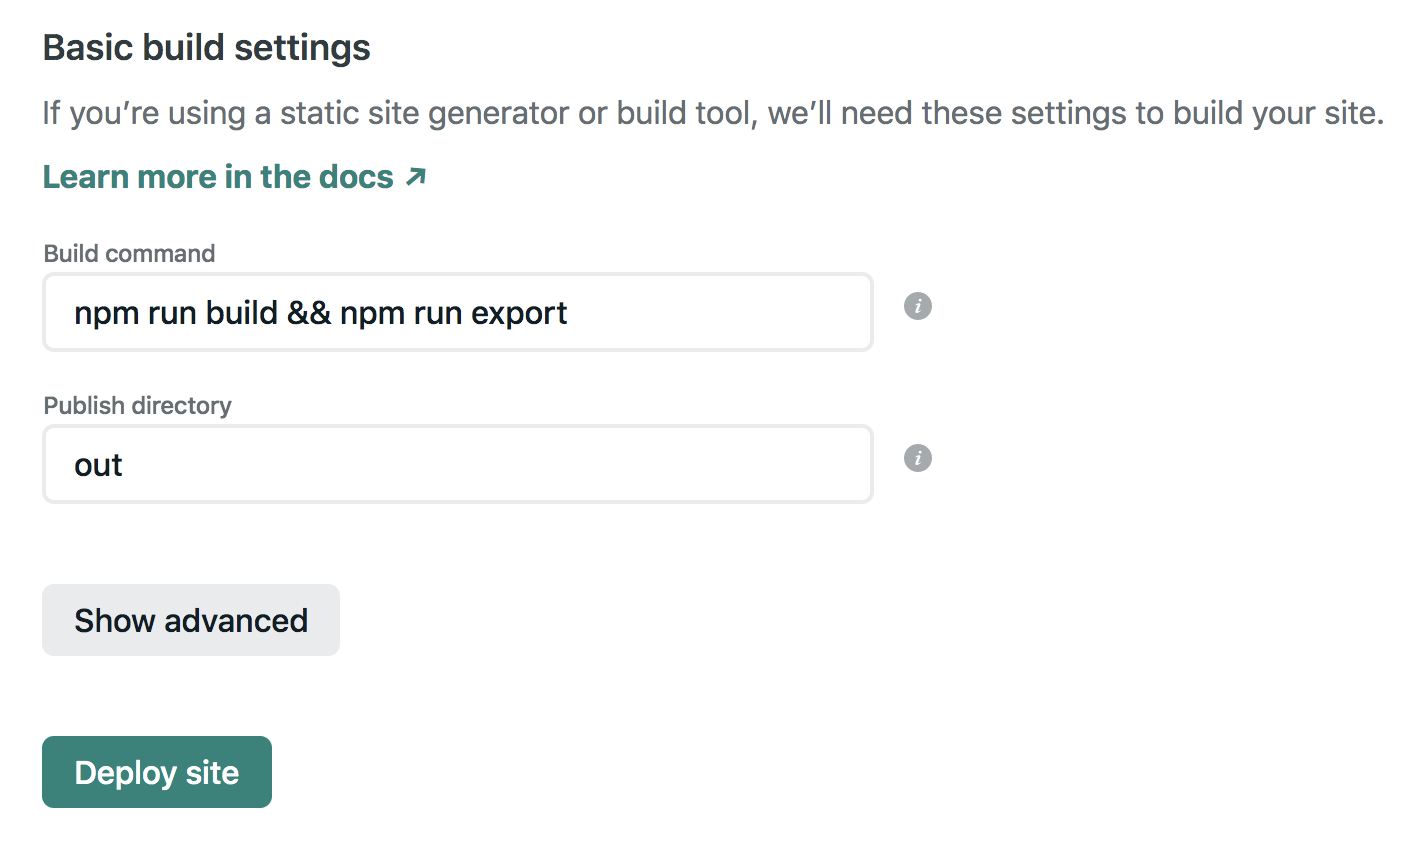 Basic build settings
If you’re using a static site generator or build tool, we’ll need these settings to build your site.
Learn more in the docs ↗
Build command
npm run build && npm run export
i
Publish directory
out
i
Show advanced
Deploy site